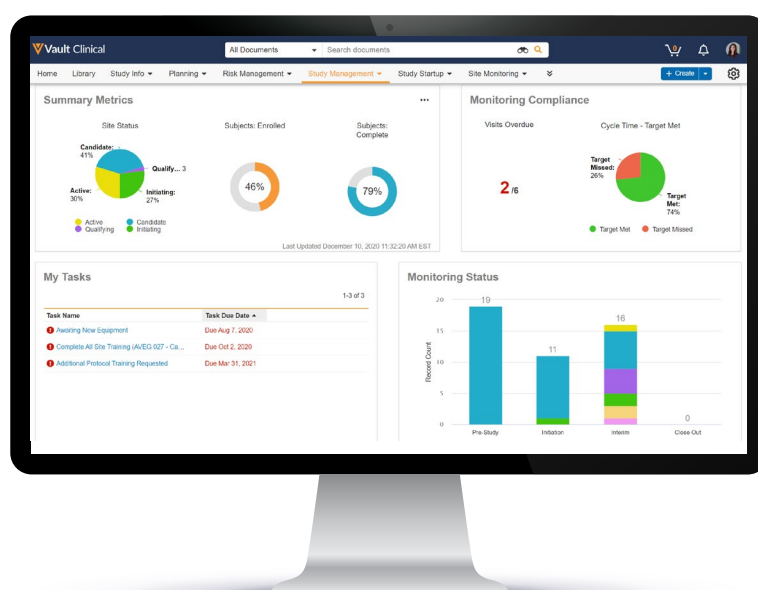 Vault Clinical
All Documents
Search documents
0
Home
Library
Study Info
Planning
Risk Management
Study Management
Study Startup
Site Monitoring
+ Create
Summary Metrics
...
Site Status
Candidate:
41%
Qualify... 3
Active:
30%
Initiating:
27%
Active
Candidate
Qualifying
Initiating
Subjects: Enrolled
46%
Subjects:
Complete
79%
Last Updated December 10, 2020 11:32:20 AM EST
Monitoring Compliance
Visits Overdue
2 /6
Cycle Time - Target Met
Target
Missed:
26%
Target
Met:
74%
Target Met
Target Missed
My Tasks
1-3 of 3
Task Name
Task Due Date
Awaiting New Equipment
Due Aug 7, 2020
Complete All Site Training (AVEG 027 - Ca...
Due Oct 2, 2020
Additional Protocol Training Requested
Due Mar 31, 2021
Monitoring Status
Record Count
20
15
10
5
0
19
11
16
0
Pre-Study
Initiation
Interim
Close Out